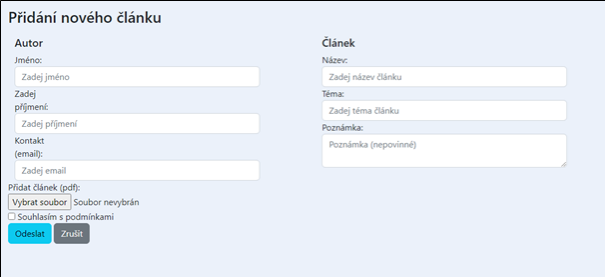 Přidání nového článku
Autor
Jméno:
Zadej jméno
Zadej
příjmení:
Zadej příjmení
Kontakt
(email):
Zadej email
Článek
Název:
Zadej název článku
Téma:
Zadej téma článku
Poznámka:
Poznámka (nepovinné)
Přidat článek (pdf):
Vybrat soubor Soubor nevybrán
Souhlasím s podmínkami
Odeslat Zrušit